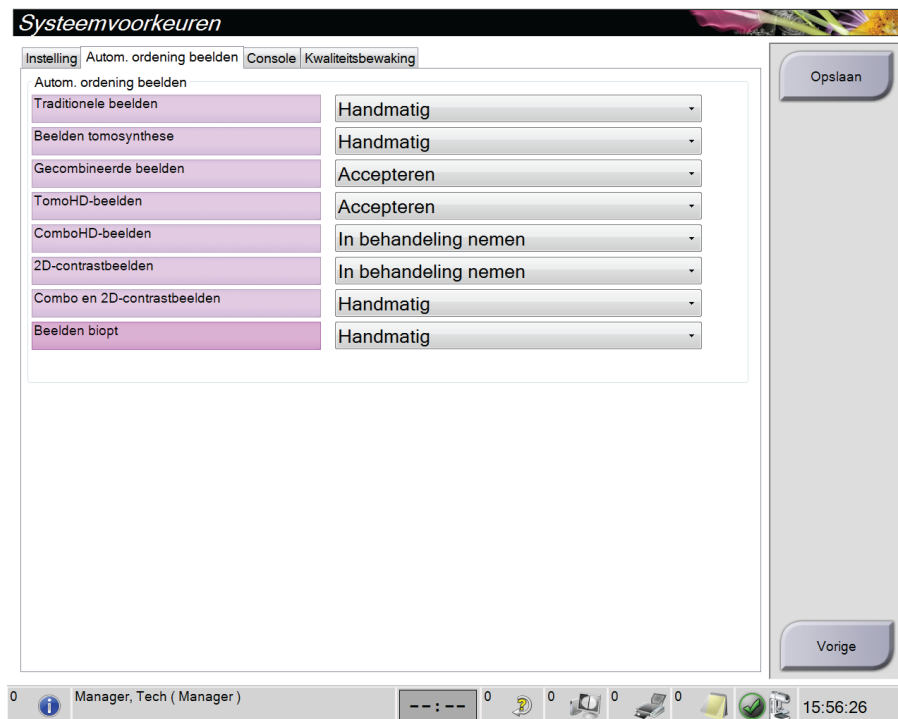 Systeemvoorkeuren
Instelling Autom. ordening beelden Console Kwaliteitsbewaking
Opslaan
Autom. ordening beelden
Traditionele beelden Handmatig
Beelden tomosynthese Handmatig
Gecombineerde beelden Accepteren
TomoHD-beelden Accepteren
ComboHD-beelden In behandeling nemen
2D-contrastbeelden In behandeling nemen
Combo en 2D-contrastbeelden Handmatig
Beelden biopt Handmatig
Vorige
0 Manager, Tech ( Manager ) --:-- 0 0 0 0 15:56:26